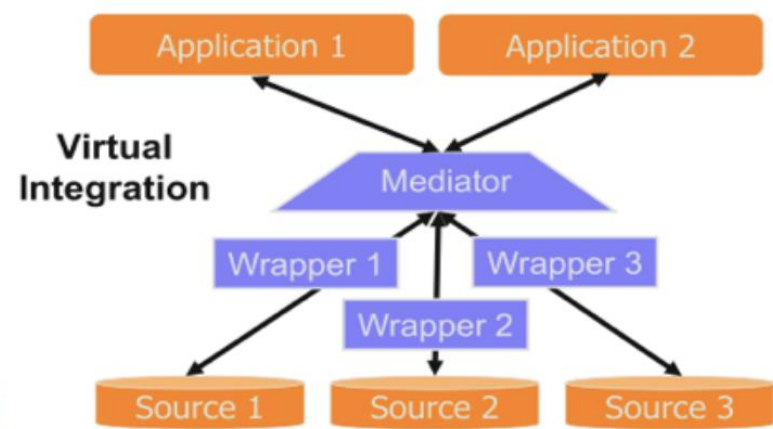 Application 1
Application 2
Virtual
Integration
Mediator
Wrapper 1
Wrapper 3
Wrapper 2
Source 1
Source 2
Source 3